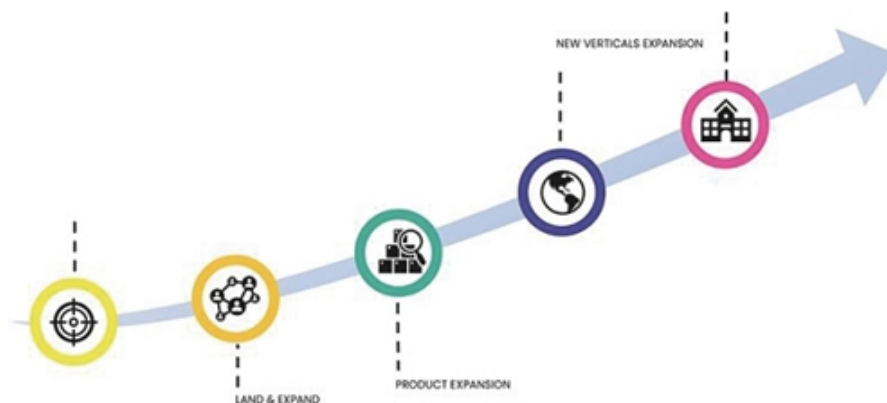 NEW VERTICALS EXPANSION
PRODUCT EXPANSION
LAND & EXPAND